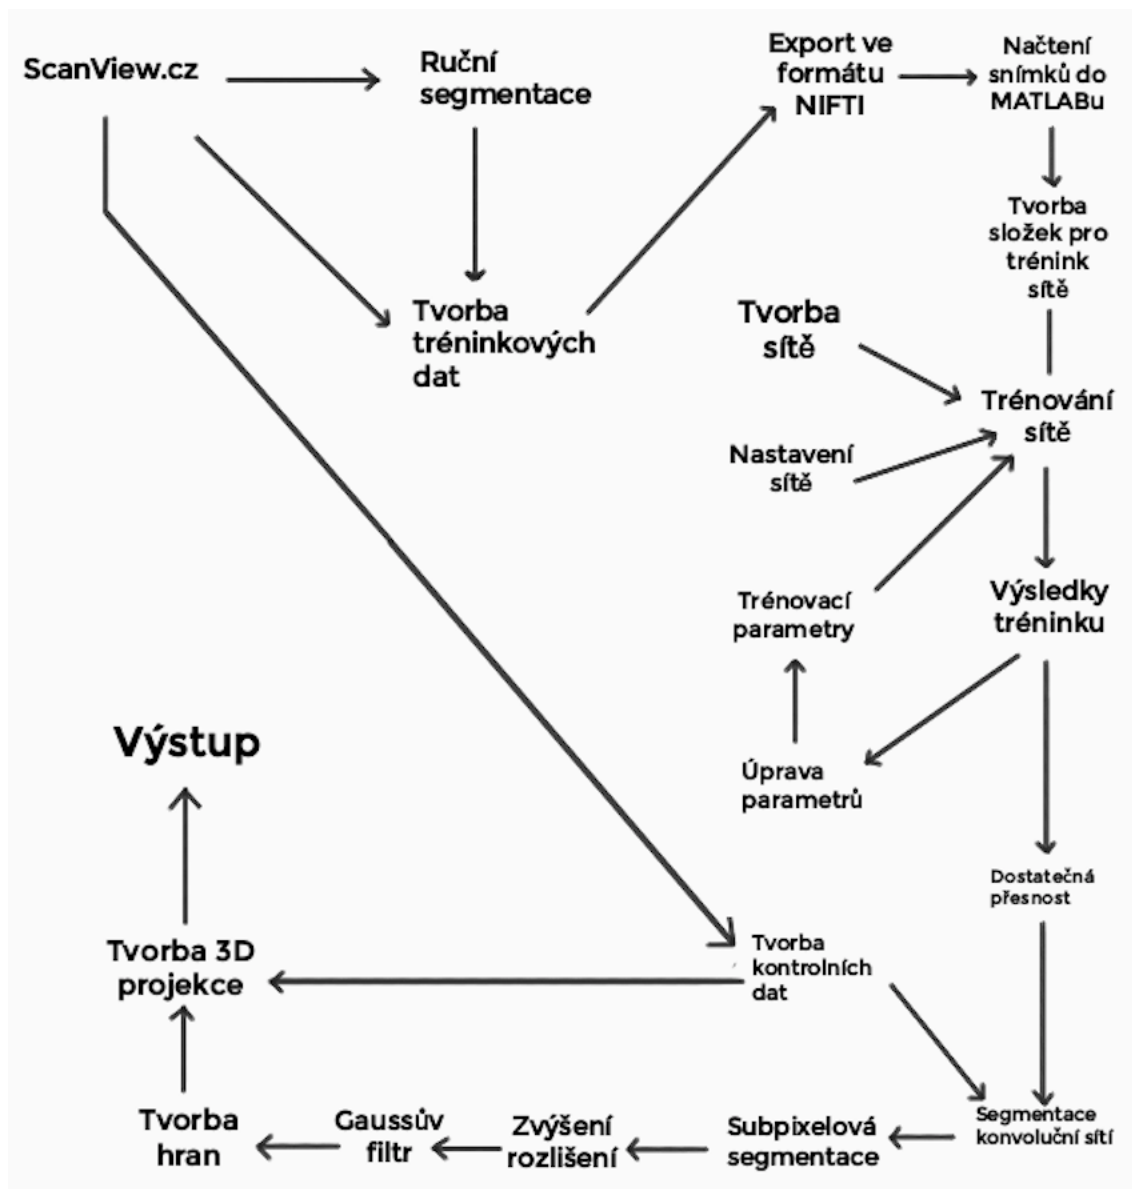 ScanView.cz
Ruční
segmentace
Export ve
formátu
NIFTI
Načtení
snímků do
MATLABu
Tvorba
složek pro
trénink
sítě
Tvorba
tréninkových
dat
Tvorba
sítě
Trénování
sítě
Nastavení
sítě
Trénovací
parametry
Výsledky
tréninku
Úprava
parametrů
Výstup
Dostatečná
přesnost
Tvorba
kontrolních
dat
Tvorba 3D
projekce
Segmentace
konvoluční sítí
Subpixelová
segmentace
Zvýšení
rozlišení
Gaussův
filtr
Tvorba
hran